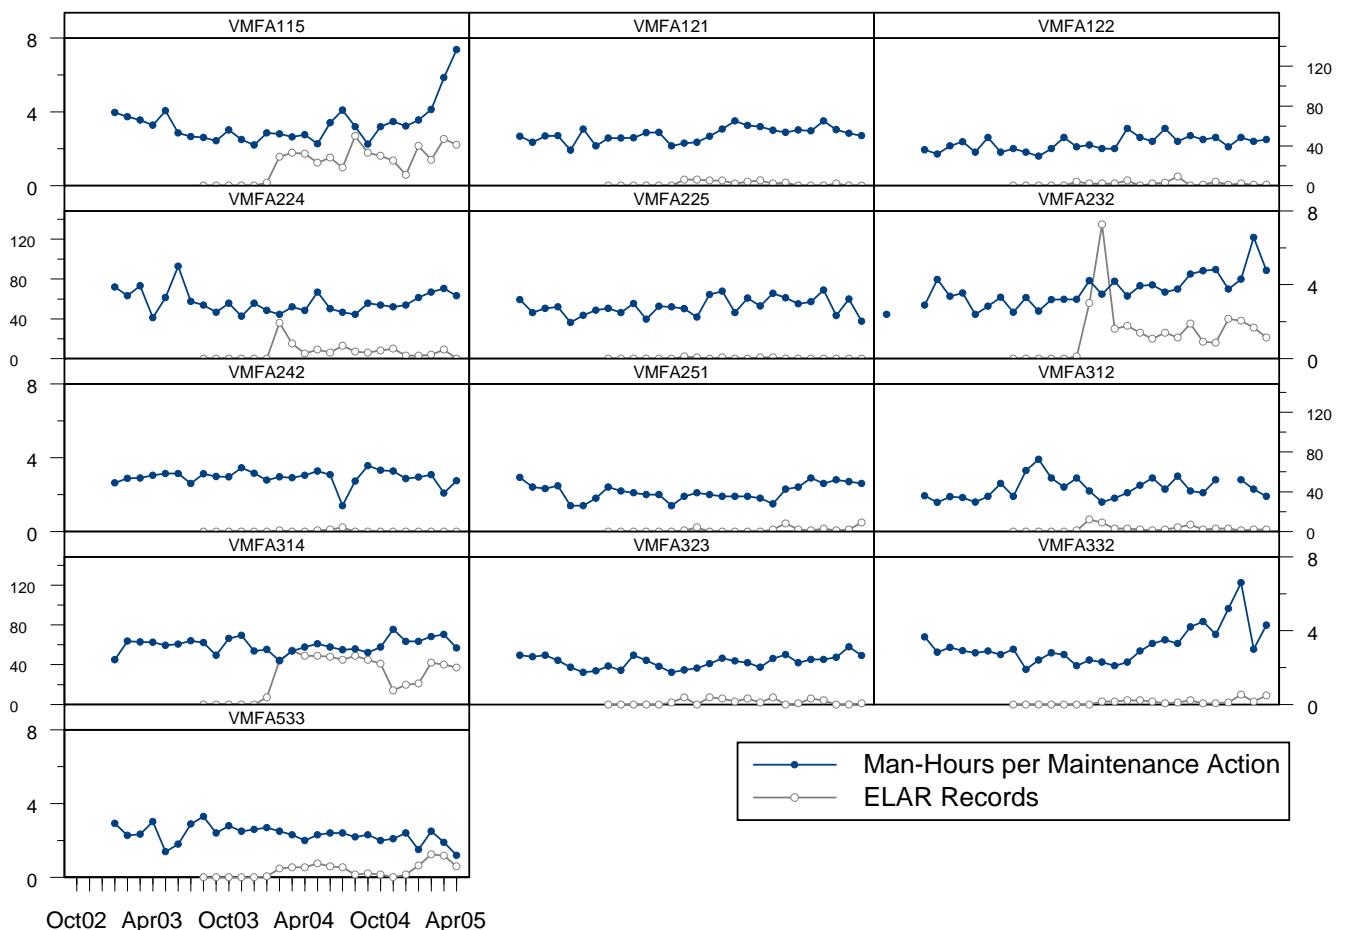 VMFA115 VMFA121 VMFA122
8
120
4 80
40
0 0
VMFA224 VMFA225 VMFA232
8
120
80 4
40
0 0
VMFA242 VMFA251 VMFA312
8
120
4 80
40
0 0
VMFA314 VMFA323 VMFA332
8
120
80 4
40
0 0
VMFA533
8
Man-Hours per Maintenance Action
ELAR Records
4
0
Oct02 Apr03 Oct03 Apr04 Oct04 Apr05